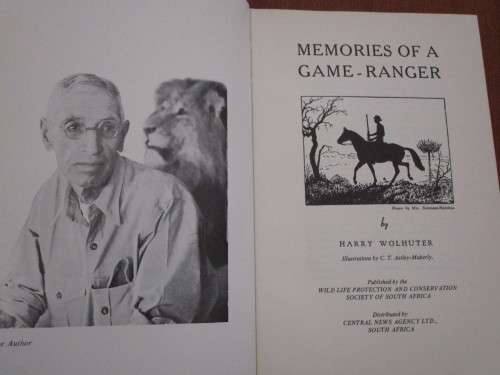 Author
MEMORIES OF A
GAME-RANGER
by
HARRY WOLHUTER
Illustrations by C. T. Astley-Maberly.
Published by the
WILD LIFE PROTECTION AND CONSERVATION
SOCIETY OF SOUTH AFRICA
Distributed by
CENTRAL NEWS AGENCY LTD.,
SOUTH AFRICA